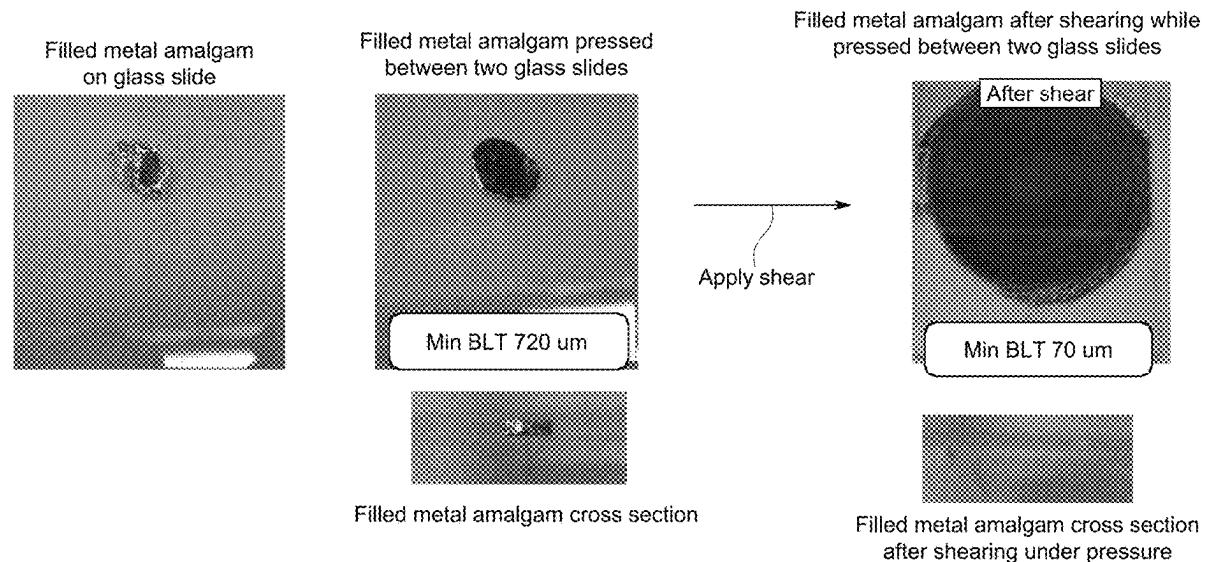 Filled metal amalgam
on glass slide
Filled metal amalgam pressed
between two glass slides
Min BLT 720 um
Filled metal amalgam cross section
Apply shear
Filled metal amalgam after shearing while
pressed between two glass slides
After shear
Min BLT 70 um
Filled metal amalgam cross section
after shearing under pressure